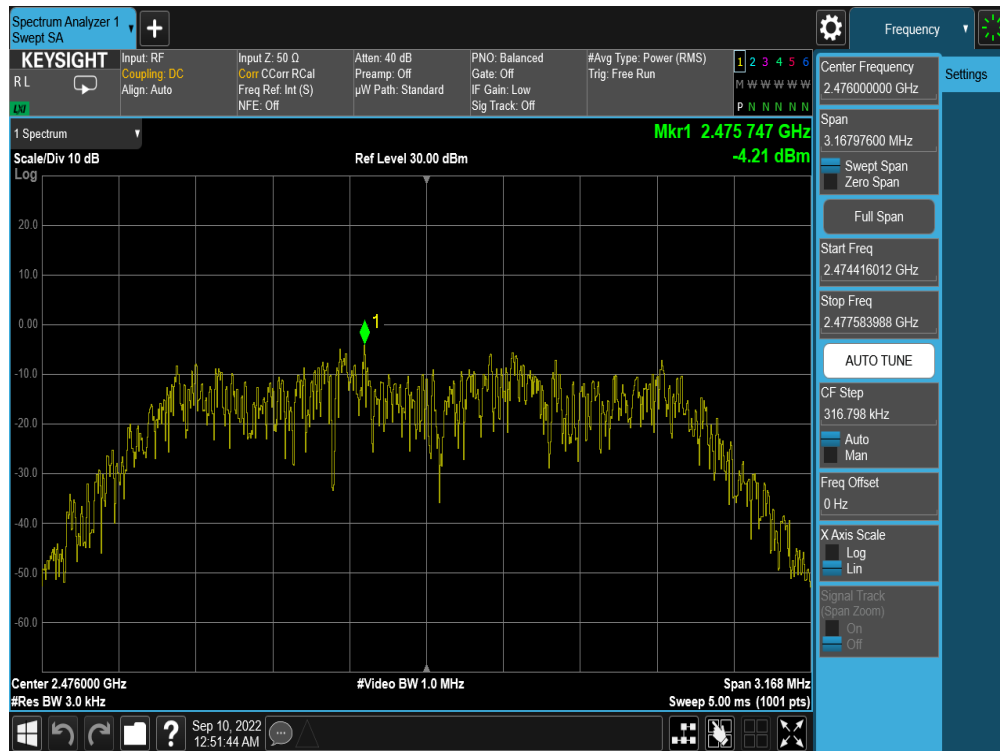 Spectrum Analyzer 1
Swept SA
+
Frequency
KEYSIGHT
R L
LXI
Input: RF
Coupling: DC
Align: Auto
Input Z: 50 Ω
Corr CCorr RCal
Freq Ref: Int (S)
NFE: Off
Atten: 40 dB
Preamp: Off
µW Path: Standard
PNO: Balanced
Gate: Off
IF Gain: Low
Sig Track: Off
#Avg Type: Power (RMS)
Trig: Free Run
1 2 3 4 5 6
M W W W W W
P N N N N N
1 Spectrum
Scale/Div 10 dB
Log
Ref Level 30.00 dBm
Mkr1 2.475 747 GHz
-4.21 dBm
20.0
10.0
0.00
-10.0
-20.0
-30.0
-40.0
-50.0
-60.0
1
Center 2.476000 GHz
#Res BW 3.0 kHz
#Video BW 1.0 MHz
Span 3.168 MHz
Sweep 5.00 ms (1001 pts)
Center Frequency
2.476000000 GHz
Settings
Span
3.16797600 MHz
Swept Span
Zero Span
Full Span
Start Freq
2.474416012 GHz
Stop Freq
2.477583988 GHz
AUTO TUNE
CF Step
316.798 kHz
Auto
Man
Freq Offset
0 Hz
X Axis Scale
Log
Lin
Signal Track
(Span Zoom)
On
Off
?
Sep 10, 2022
12:51:44 AM